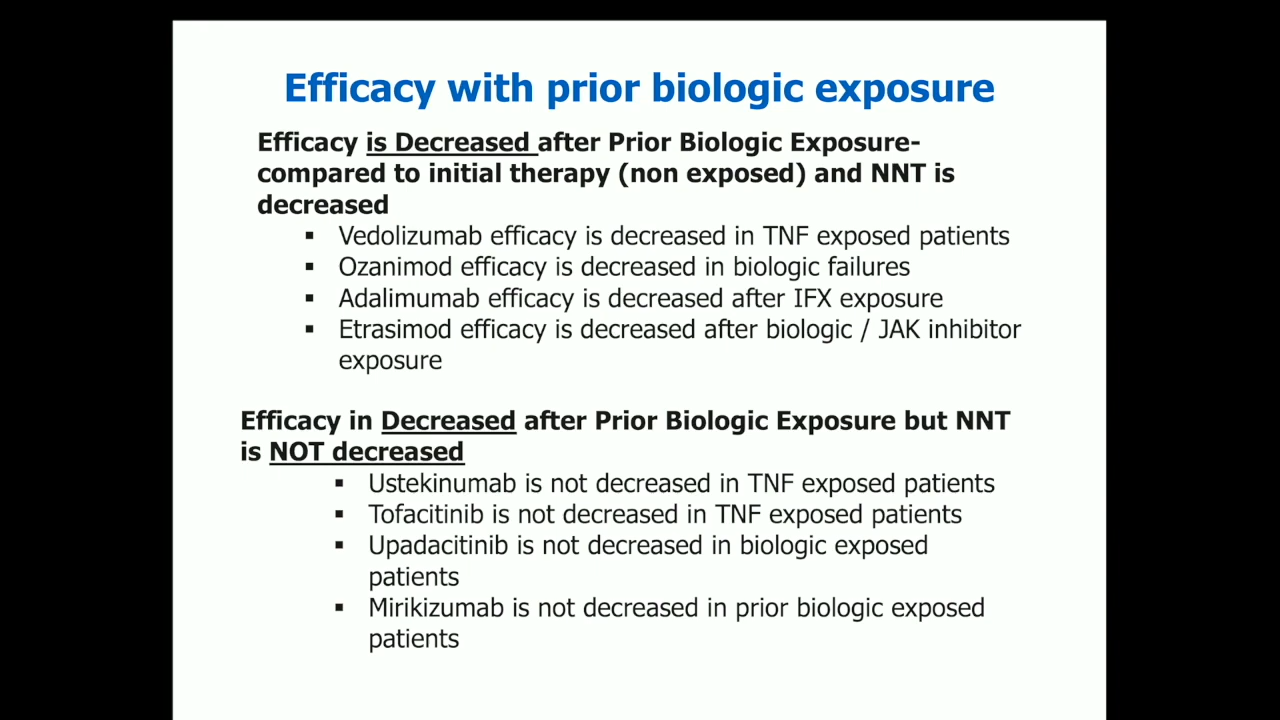 Efficacy with prior biologic exposure
Efficacy is Decreased after Prior Biologic Exposure-
compared to initial therapy (non exposed) and NNT is
decreased
▪ Vedolizumab efficacy is decreased in TNF exposed patients
▪ Ozanimod efficacy is decreased in biologic failures
▪ Adalimumab efficacy is decreased after IFX exposure
▪ Etrasimod efficacy is decreased after biologic / JAK inhibitor
exposure
Efficacy in Decreased after Prior Biologic Exposure but NNT
is NOT decreased
▪ Ustekinumab is not decreased in TNF exposed patients
▪ Tofacitinib is not decreased in TNF exposed patients
▪ Upadacitinib is not decreased in biologic exposed
patients
▪ Mirikizumab is not decreased in prior biologic exposed
patients